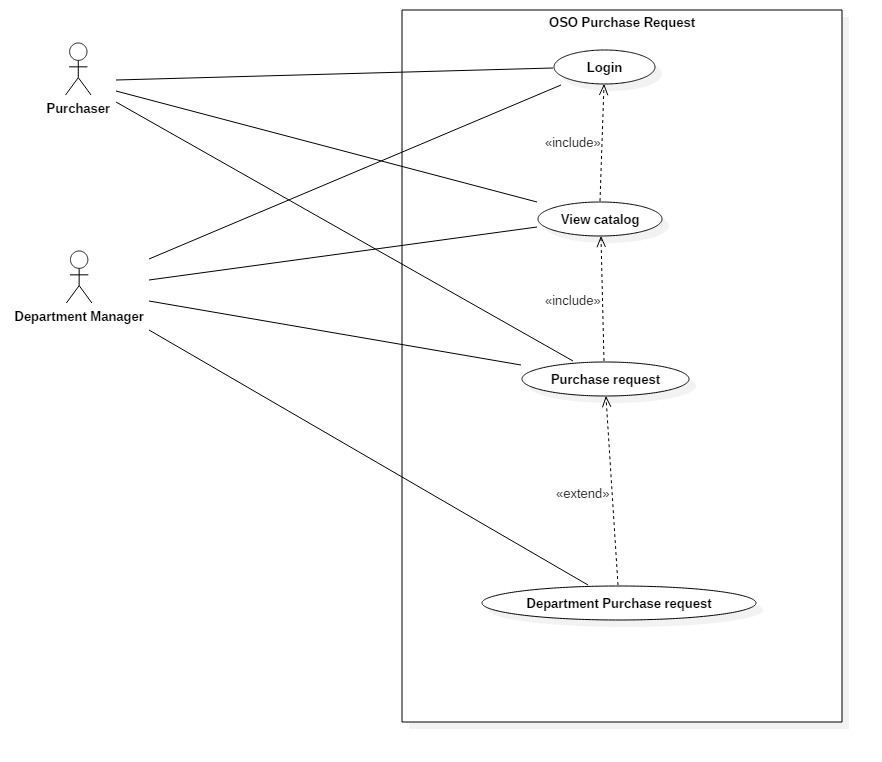 OSO Purchase Request
Purchaser
Login
«include»
View catalog
Department Manager
«include»
Purchase request
«extend»
Department Purchase request